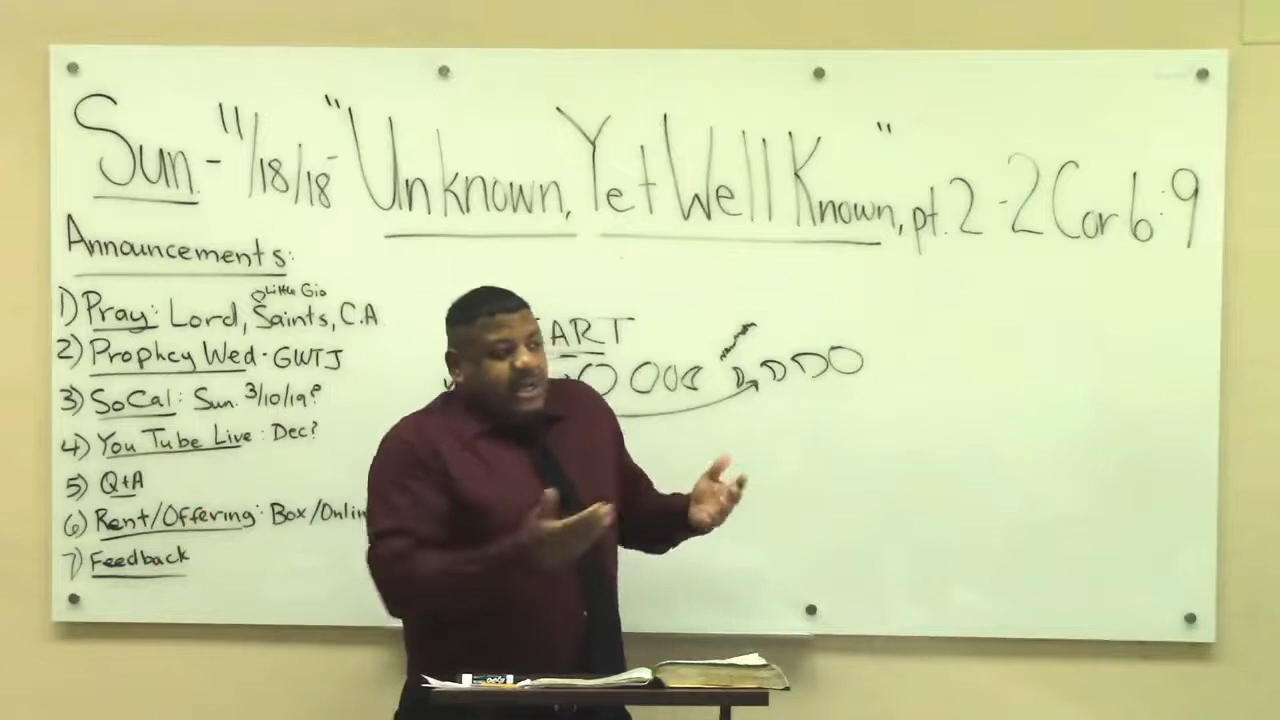 Sun. - 11/18/18 - "Unknown, Yet Well Known," pt. 2 - 2 Cor 6:9
Announcements:
Little Gio
1) Pray: Lord, Saints, C.A
2) Prophcy Wed - GWTJ
3) SoCal: Sun. 3/10/19?
4) You Tube Live: Dec?
5) Q+A
6) Rent/Offering: Box/Onlin
7) Feedback
ART